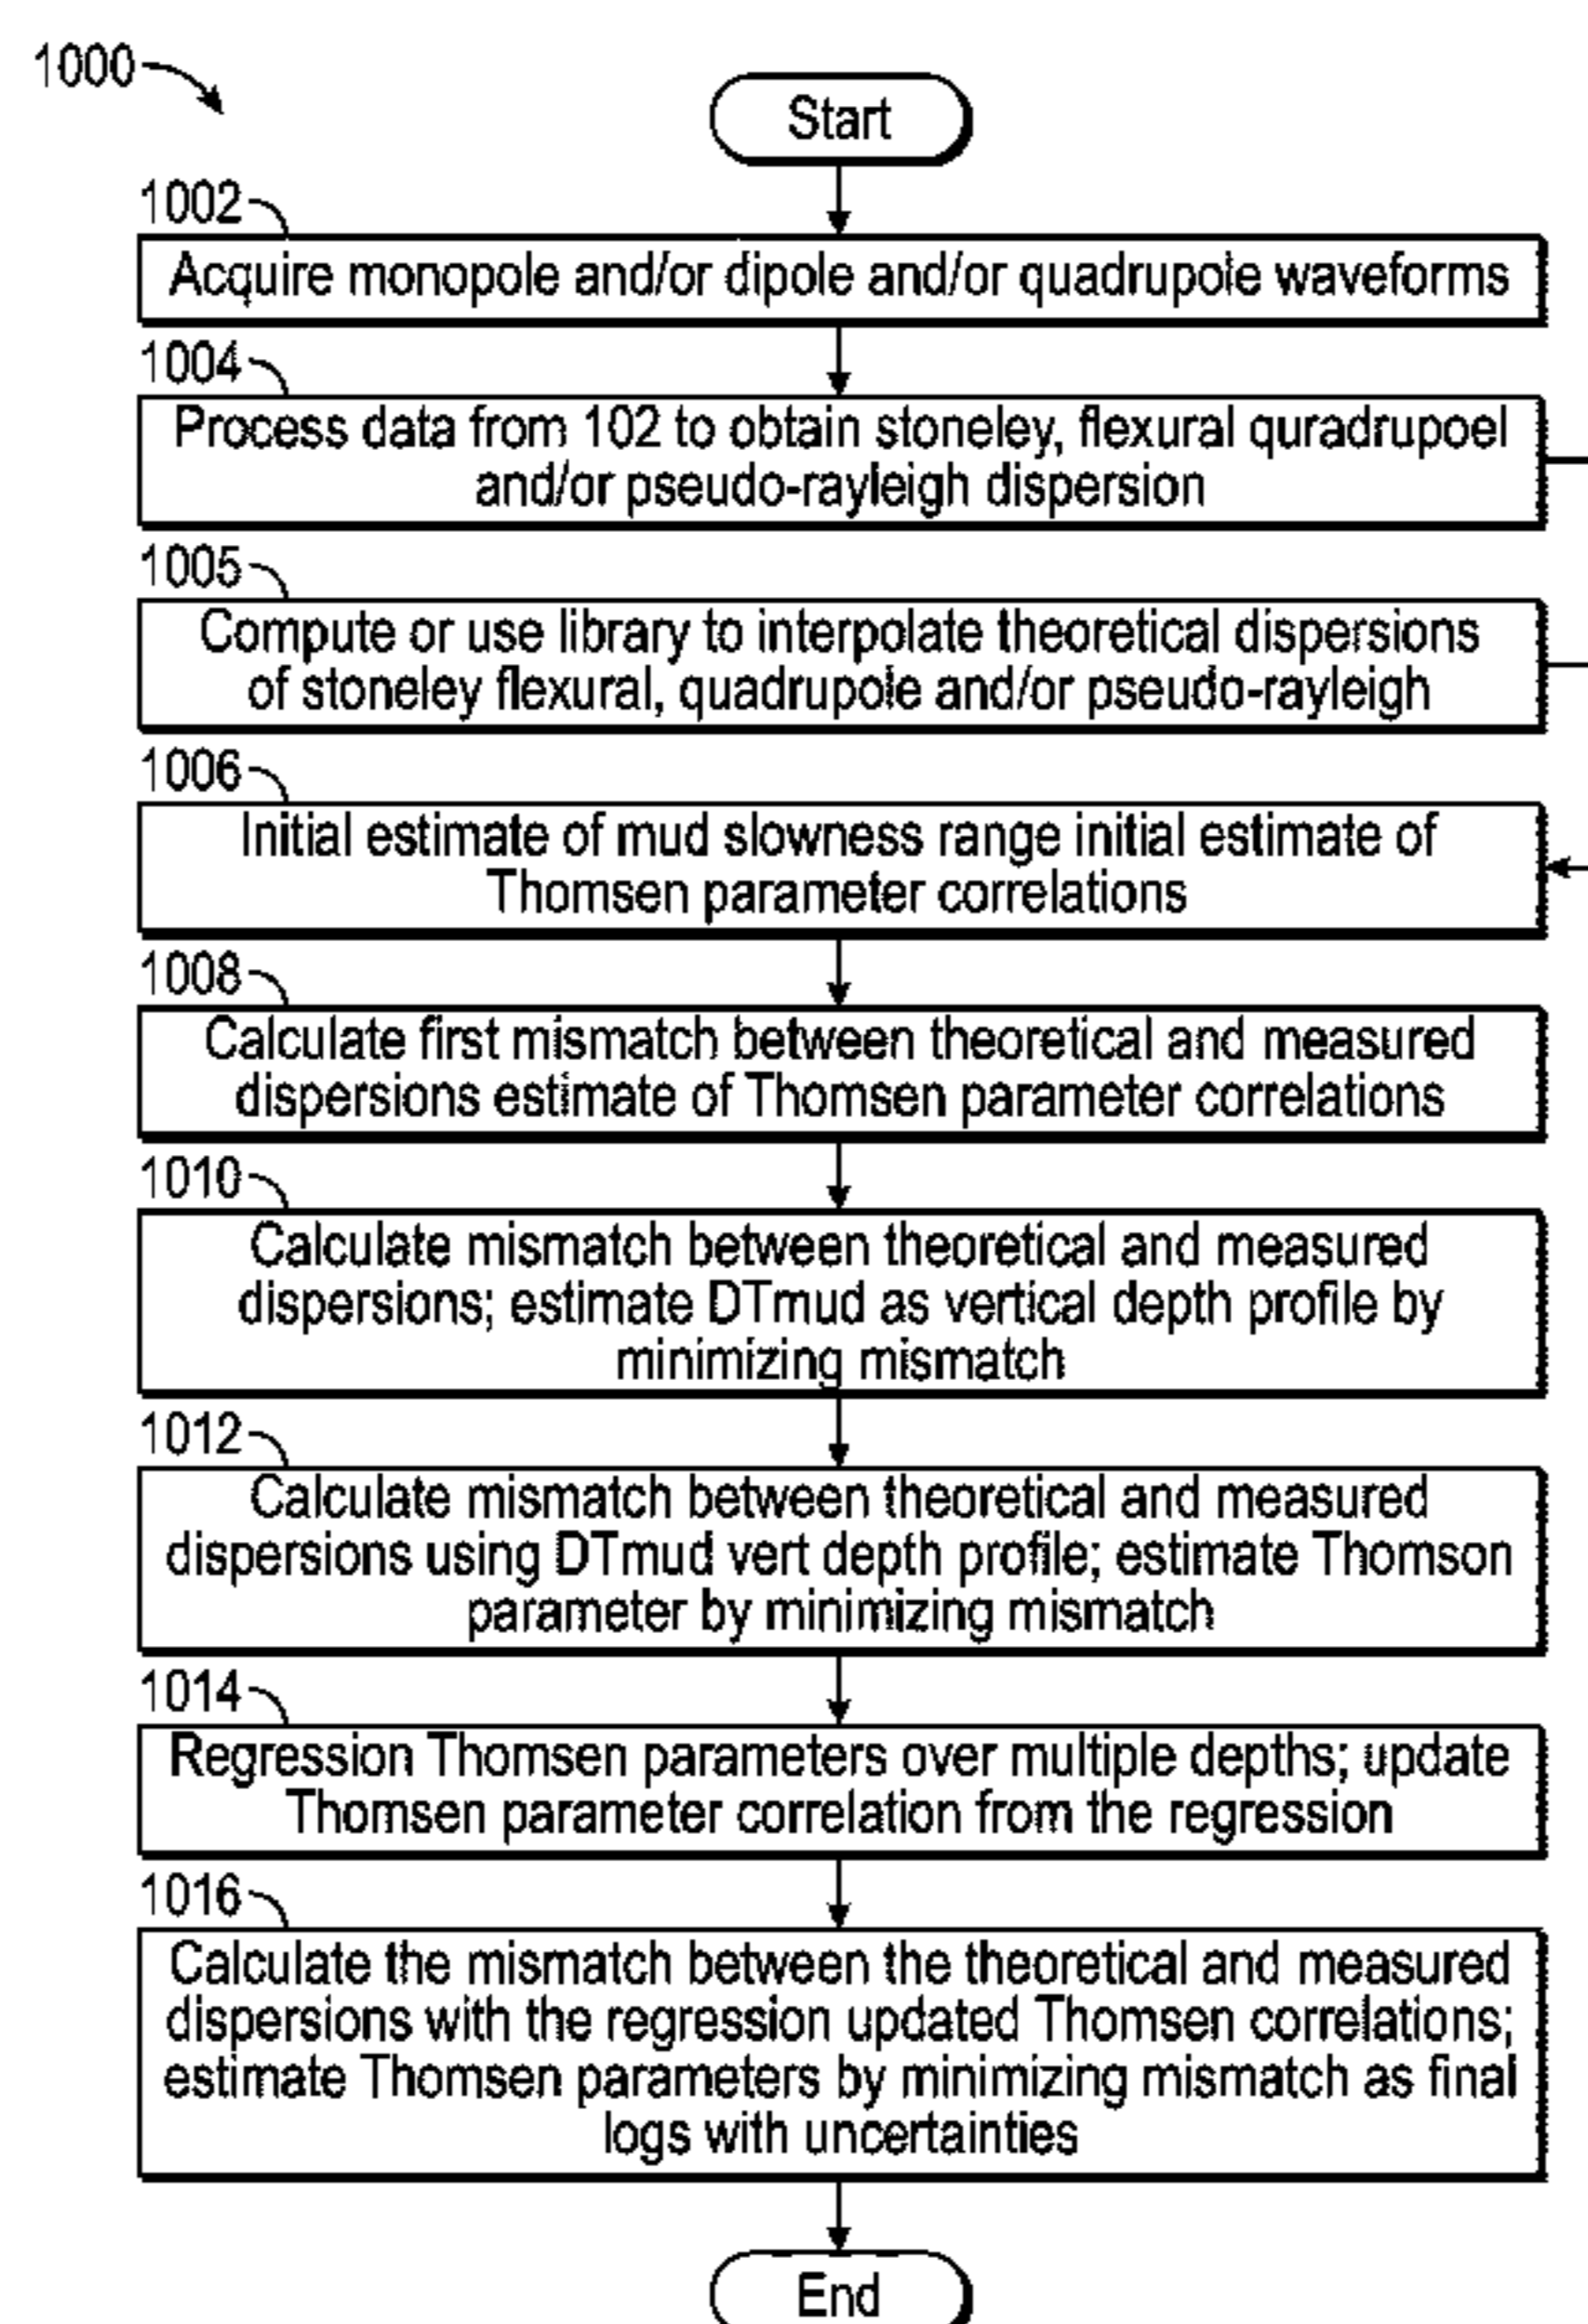 1000
Start
1002
Acquire monopole and/or dipole and/or quadrupole waveforms
1004
Process data from 102 to obtain stoneley, flexural quradrupoel
and/or pseudo-rayleigh dispersion
1005
Compute or use library to interpolate theoretical dispersions
of stoneley flexural, quadrupole and/or pseudo-rayleigh
1006
Initial estimate of mud slowness range initial estimate of
Thomsen parameter correlations
1008
Calculate first mismatch between theoretical and measured
dispersions estimate of Thomsen parameter correlations
1010
Calculate mismatch between theoretical and measured
dispersions; estimate DTmud as vertical depth profile by
minimizing mismatch
1012
Calculate mismatch between theoretical and measured
dispersions using DTmud vert depth profile; estimate Thomson
parameter by minimizing mismatch
1014
Regression Thomsen parameters over multiple depths; update
Thomsen parameter correlation from the regression
1016
Calculate the mismatch between the theoretical and measured
dispersions with the regression updated Thomsen correlations;
estimate Thomsen parameters by minimizing mismatch as final
logs with uncertainties
End